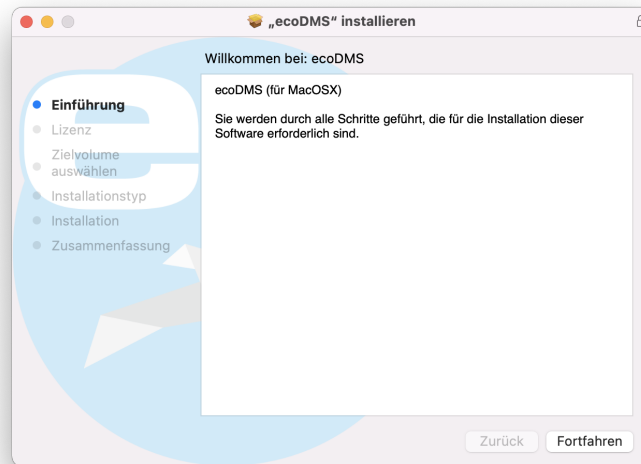 „ecoDMS“ installieren
Willkommen bei: ecoDMS
Einführung
Lizenz
Zielvolume
auswählen
Installationstyp
Installation
Zusammenfassung
ecoDMS (für MacOSX)
Sie werden durch alle Schritte geführt, die für die Installation dieser
Software erforderlich sind.
Zurück
Fortfahren